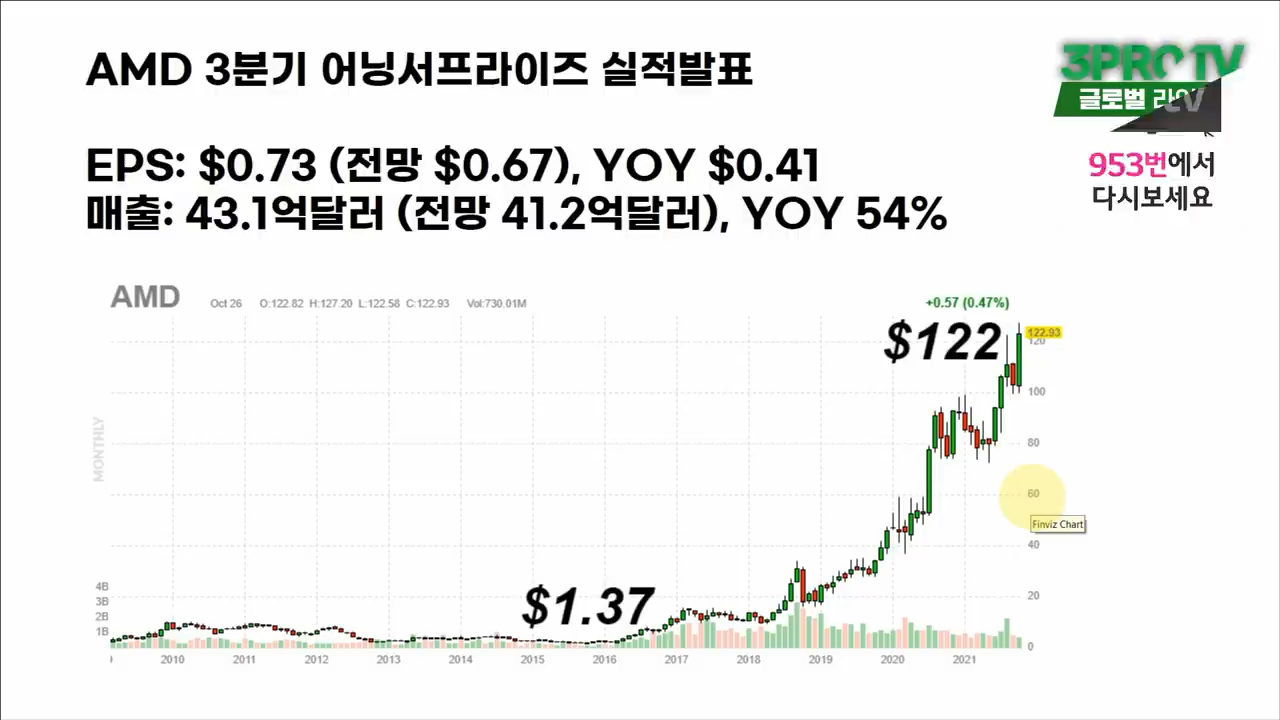 AMD 3분기 어닝서프라이즈 실적발표
3PRO TV
글로벌
953번에서
다시보세요
EPS: $0.73 (전망 $0.67), YOY $0.41
매출: 43.1억달러 (전망 41.2억달러), YOY 54%
AMD Oct 26 O:122.82 H:127.20 L:122.58 C:122.93 Vol:730.01M
+0.57 (0.47%)
$122
122.93
120
100
80
MONTHLY
60
Finviz Chart
40
4B
3B
2B
1B
20
$1.37
0
2010 2011 2012 2013 2014 2015 2016 2017 2018 2019 2020 2021